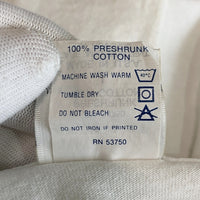 100% PRESHRUNK
COTTON
MACHINE WASH WARM 40°C
TUMBLE DRY
DO NOT BLEACH
DO NOT IRON IF PRINTED
RN 53750